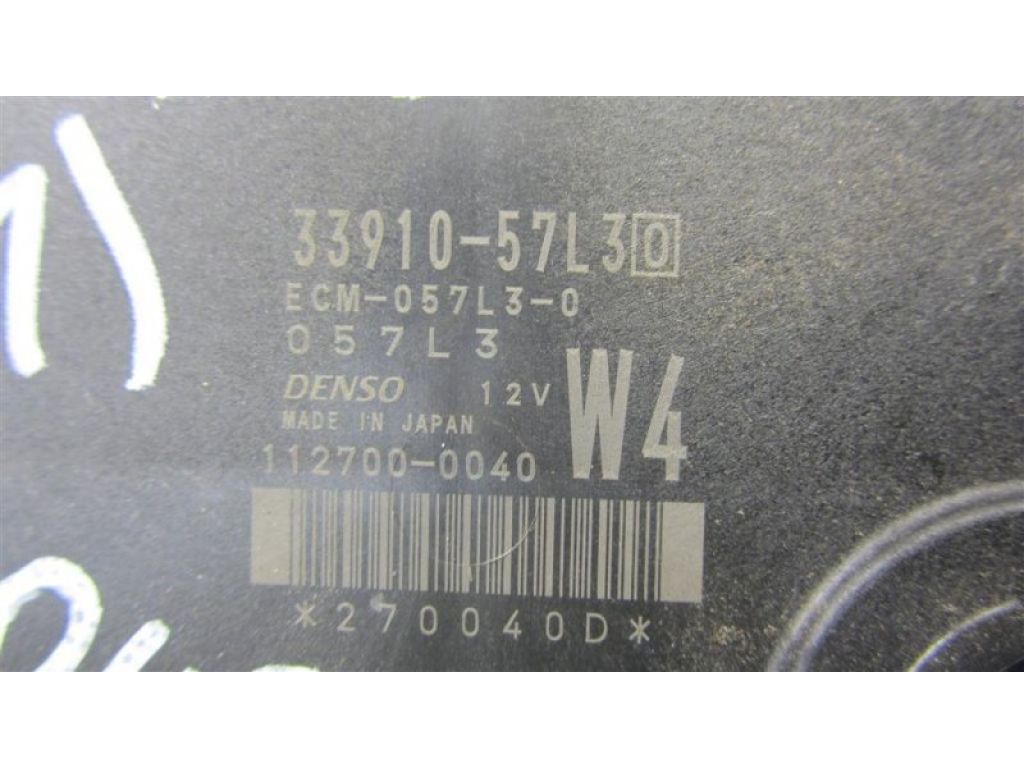 33910-57L30
ECM-057L3-0
057L3
DENSO 12V W4
MADE IN JAPAN
112700-0040
*270040D*